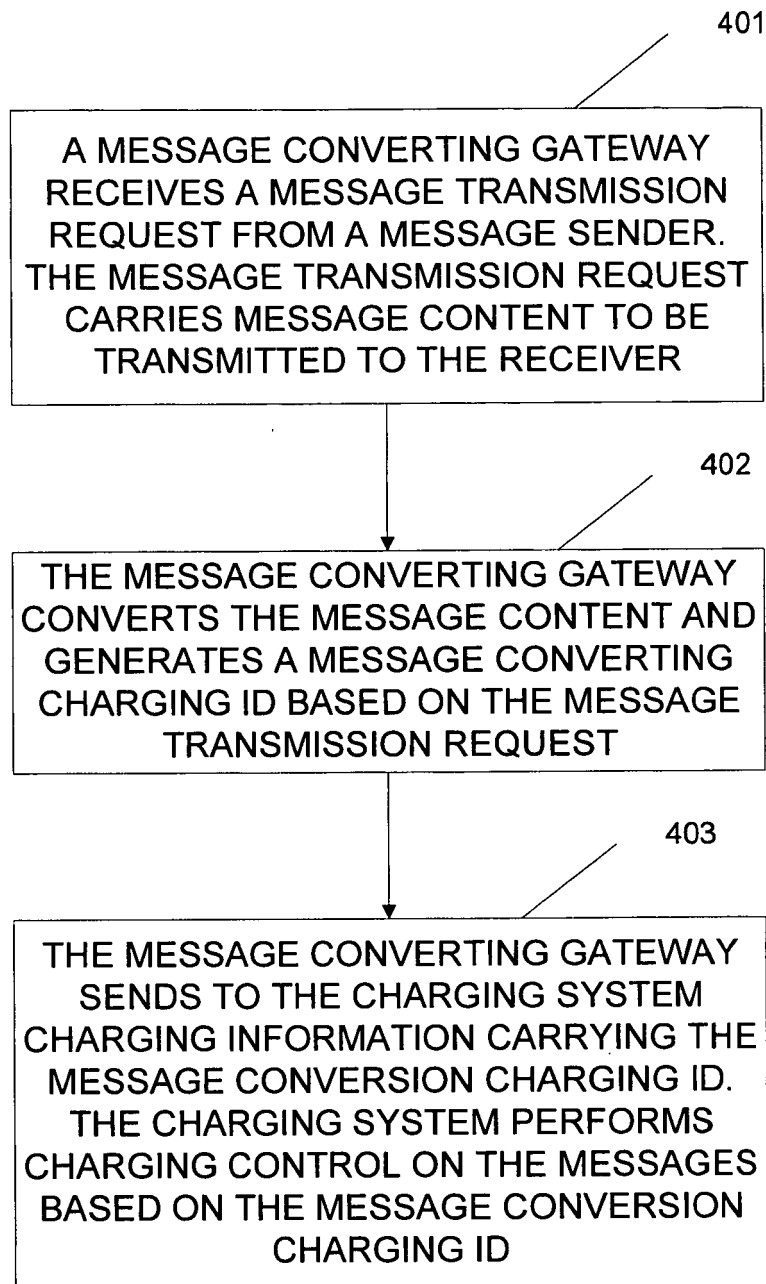 401
A MESSAGE CONVERTING GATEWAY
RECEIVES A MESSAGE TRANSMISSION
REQUEST FROM A MESSAGE SENDER.
THE MESSAGE TRANSMISSION REQUEST
CARRIES MESSAGE CONTENT TO BE
TRANSMITTED TO THE RECEIVER
402
THE MESSAGE CONVERTING GATEWAY
CONVERTS THE MESSAGE CONTENT AND
GENERATES A MESSAGE CONVERTING
CHARGING ID BASED ON THE MESSAGE
TRANSMISSION REQUEST
403
THE MESSAGE CONVERTING GATEWAY
SENDS TO THE CHARGING SYSTEM
CHARGING INFORMATION CARRYING THE
MESSAGE CONVERSION CHARGING ID.
THE CHARGING SYSTEM PERFORMS
CHARGING CONTROL ON THE MESSAGES
BASED ON THE MESSAGE CONVERSION
CHARGING ID